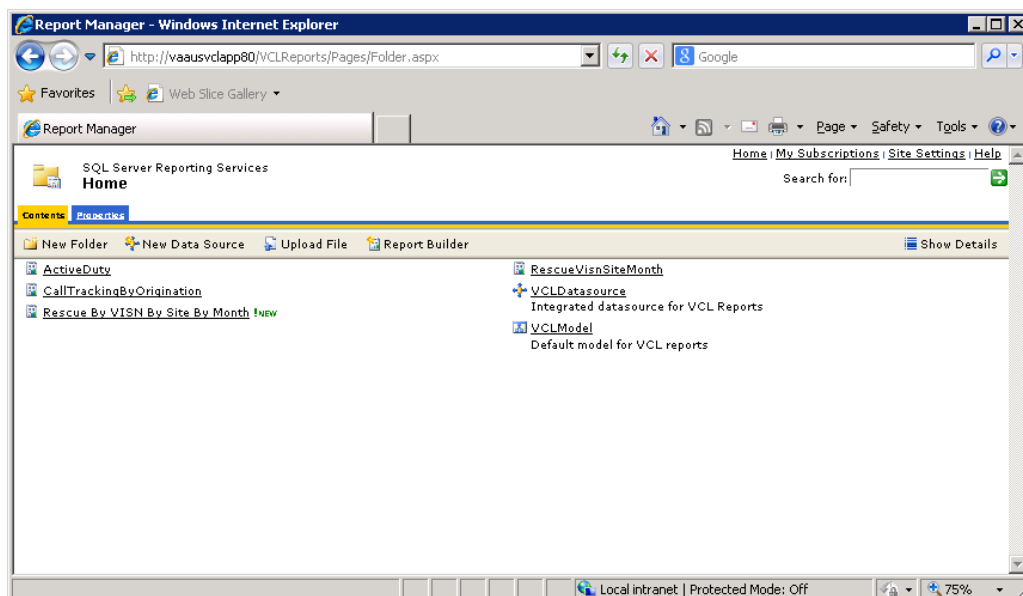 Report Manager - Windows Internet Explorer
http://vaausvclapp80/VCLReports/Pages/Folder.aspx
Google
Favorites
Web Slice Gallery
Report Manager
Page
Safety
Tools
Home | My Subscriptions | Site Settings | Help
SQL Server Reporting Services
Home
Search for:
Contents
Properties
New Folder
New Data Source
Upload File
Report Builder
Show Details
ActiveDuty
CallTrackingByOrigination
Rescue By VISN By Site By Month !NEW
RescueVisnSiteMonth
VCLDatasource
Integrated datasource for VCL Reports
VCLModel
Default model for VCL reports
Local intranet | Protected Mode: Off
75%